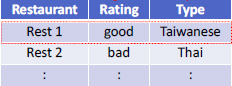 Restaurant Rating Type
Rest 1 good Taiwanese
Rest 2 bad Thai
: : :